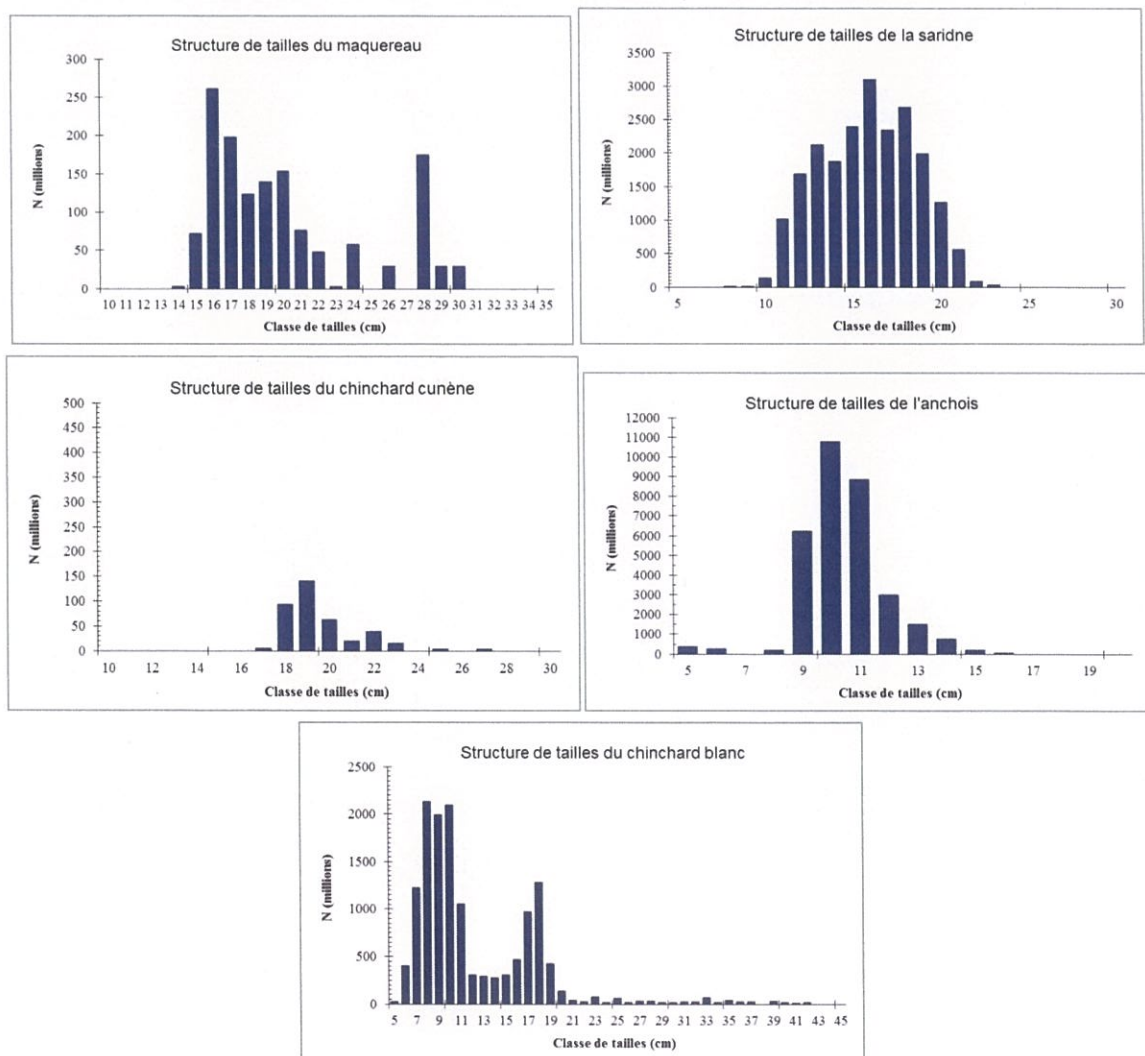 Structure de tailles du maquereau
300
250
200
150
100
50
0
N (millions)
10 11 12 13 14 15 16 17 18 19 20 21 22 23 24 25 26 27 28 29 30 31 32 33 34 35
Classe de tailles (cm)
Structure de tailles de la saridne
3500
3000
2500
2000
1500
1000
500
0
N (millions)
5 10 15 20 25 30
Classe de tailles (cm)
Structure de tailles du chinchard cunène
500
450
400
350
300
250
200
150
100
50
0
N (millions)
10 12 14 16 18 20 22 24 26 28 30
Classe de tailles (cm)
Structure de tailles de l'anchois
12000
11000
10000
9000
8000
7000
6000
5000
4000
3000
2000
1000
0
N (millions)
5 7 9 11 13 15 17 19
Classe de tailles (cm)
Structure de tailles du chinchard blanc
2500
2000
1500
1000
500
0
N (millions)
5 7 9 11 13 15 17 19 21 23 25 27 29 31 33 35 37 39 41 43 45
Classe de tailles (cm)